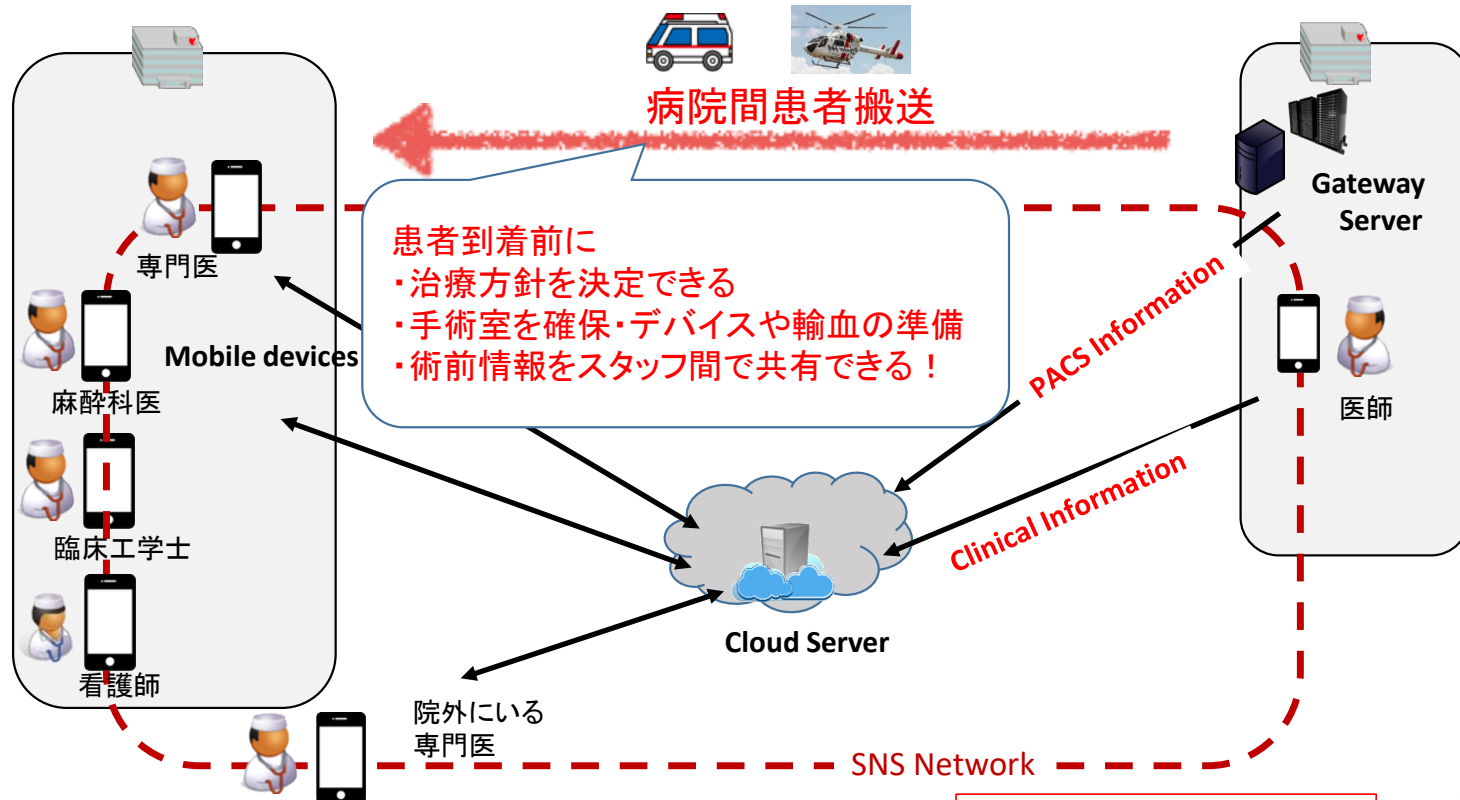 病院間患者搬送
Gateway
Server
患者到着前に
・治療方針を決定できる
・手術室を確保・デバイスや輸血の準備
・術前情報をスタッフ間で共有できる！
専門医
Mobile devices
麻酔科医
臨床工学士
看護師
PACS Information
医師
Clinical Information
Cloud Server
院外にいる
専門医
SNS Network